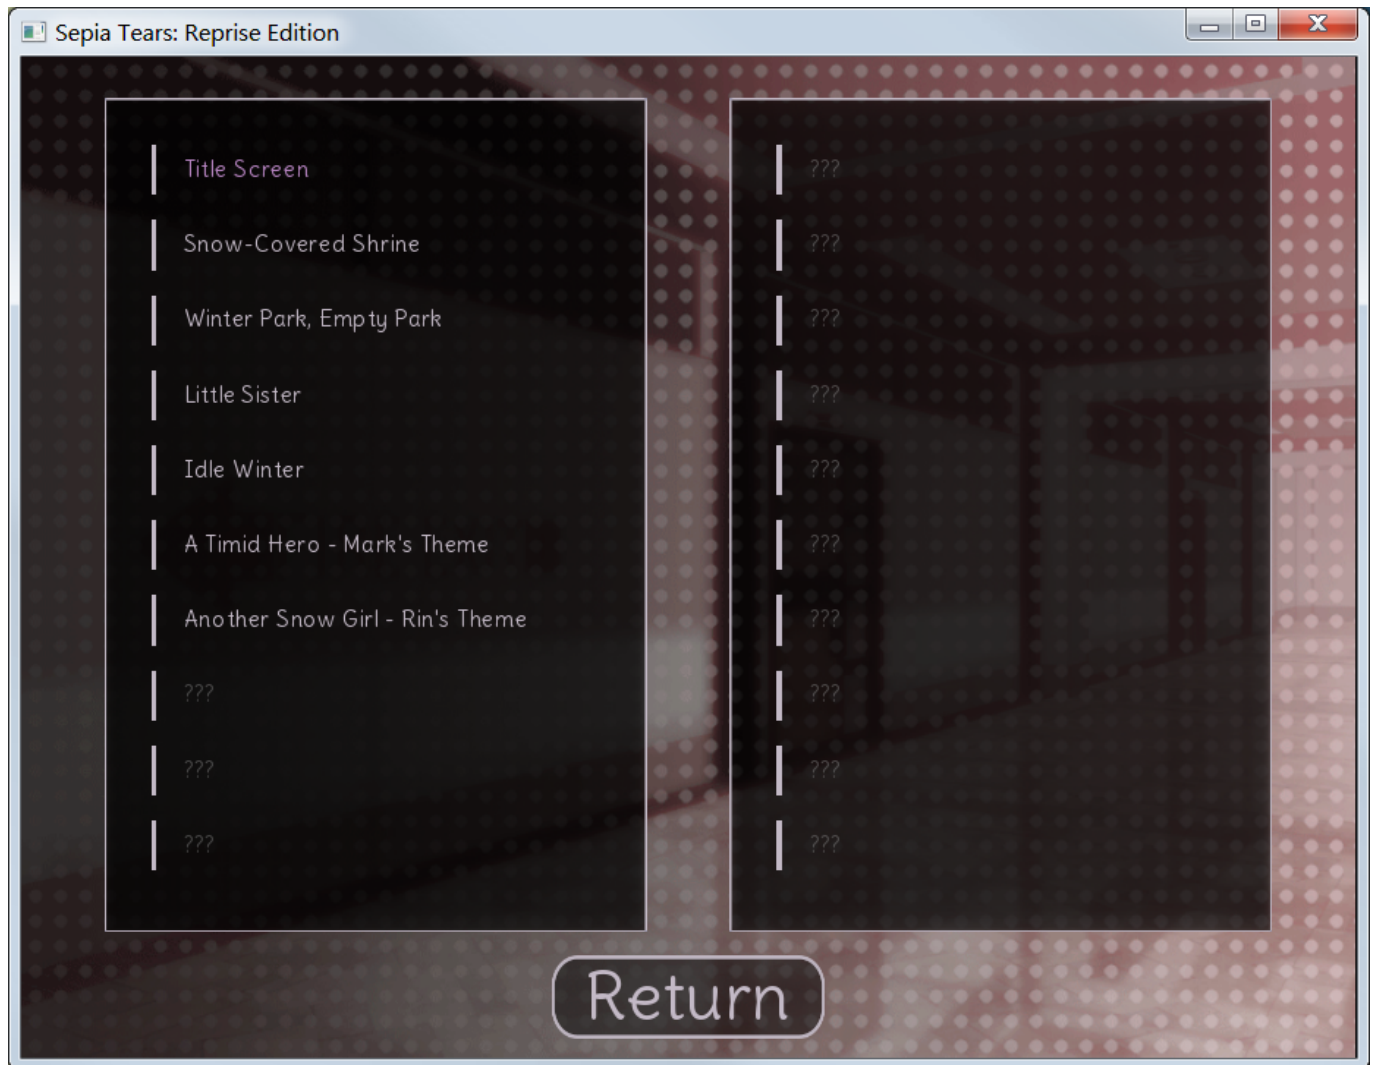 Sepia Tears: Reprise Edition
Title Screen
Snow-Covered Shrine
Winter Park, Empty Park
Little Sister
Idle Winter
A Timid Hero - Mark's Theme
Another Snow Girl - Rin's Theme
???
???
???
???
???
???
???
???
???
???
???
???
???
Return